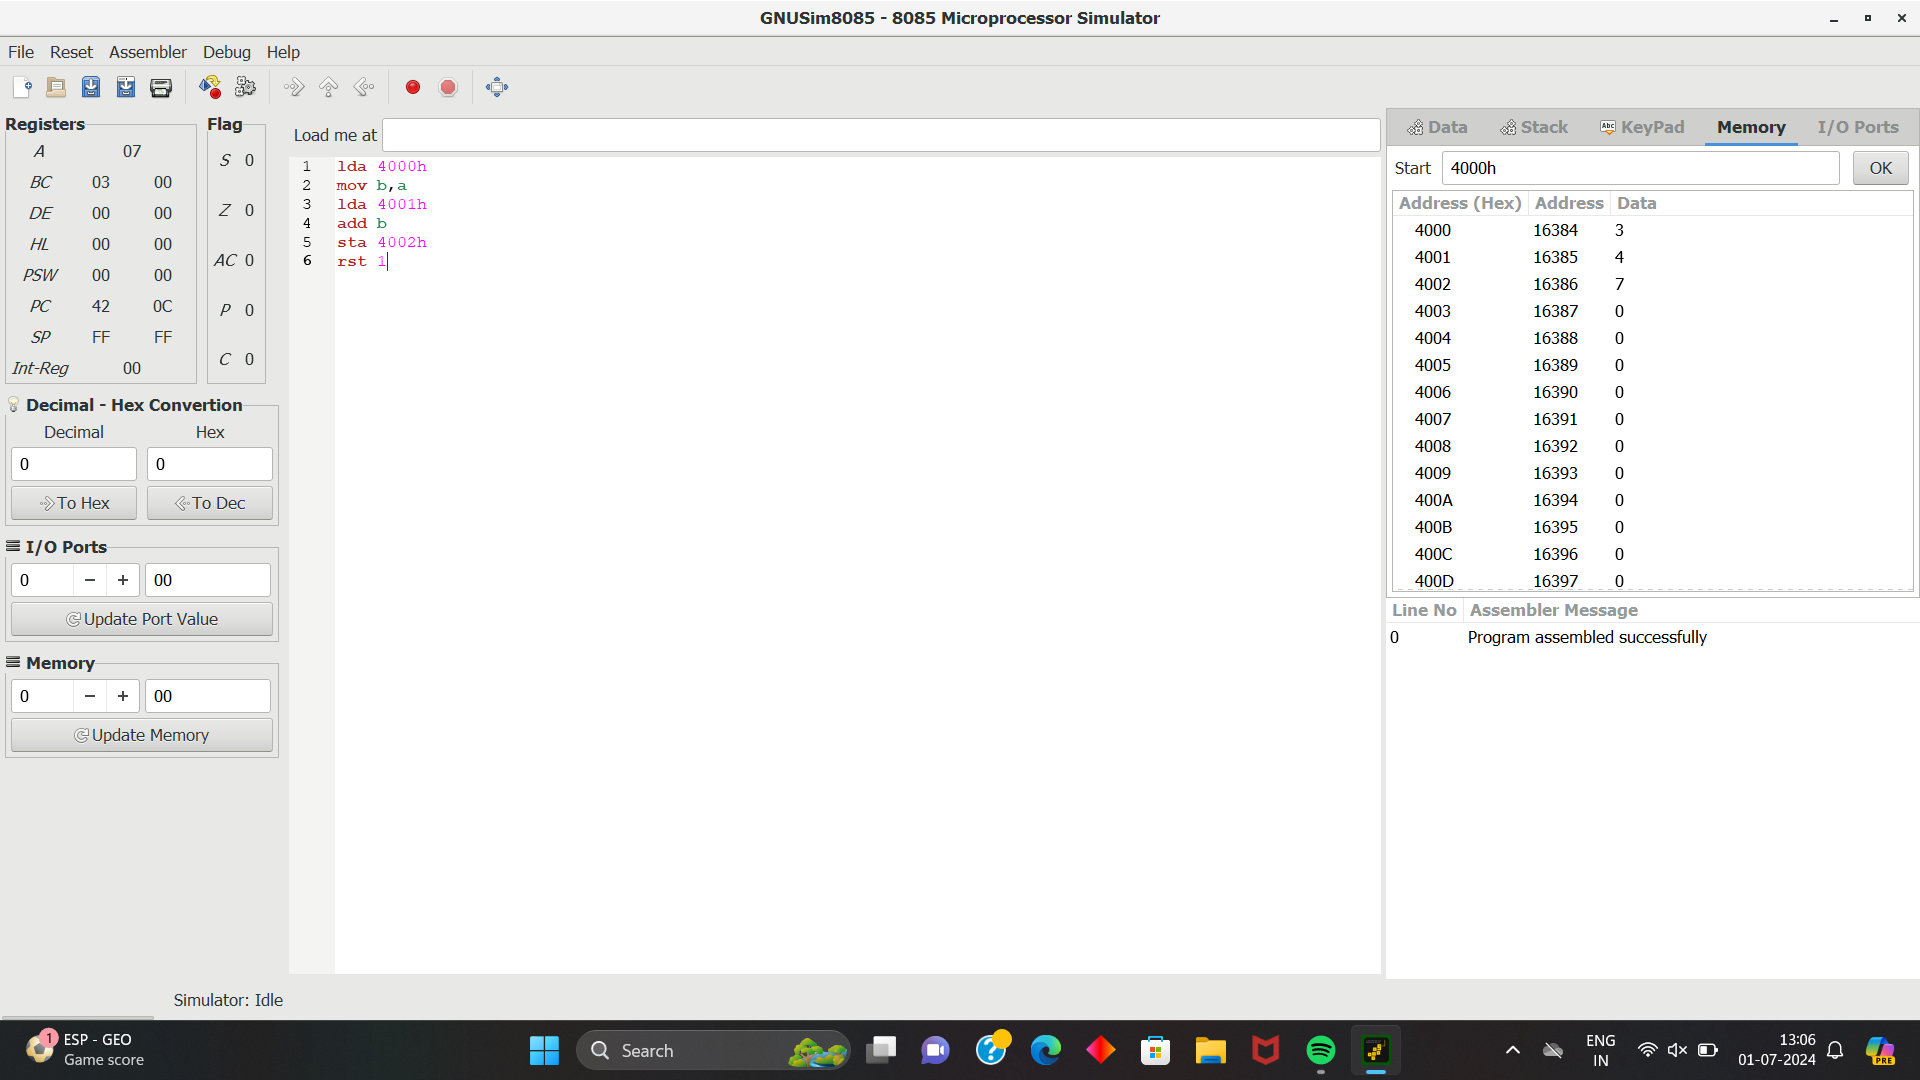 GNUSim8085 - 8085 Microprocessor Simulator
File Reset Assembler Debug Help
Registers
A 07
BC 03 00
DE 00 00
HL 00 00
PSW 00 00
PC 42 0C
SP FF FF
Int-Reg 00
Flag
S 0
Z 0
AC 0
P 0
C 0
Decimal - Hex Convertion
Decimal Hex
0 0
To Hex To Dec
I/O Ports
0 − + 00
Update Port Value
Memory
0 − + 00
Update Memory
Load me at
1 lda 4000h
2 mov b,a
3 lda 4001h
4 add b
5 sta 4002h
6 rst 1
Data Stack Abc KeyPad Memory I/O Ports
Start 4000h OK
Address (Hex) Address Data
4000 16384 3
4001 16385 4
4002 16386 7
4003 16387 0
4004 16388 0
4005 16389 0
4006 16390 0
4007 16391 0
4008 16392 0
4009 16393 0
400A 16394 0
400B 16395 0
400C 16396 0
400D 16397 0
Line No Assembler Message
0 Program assembled successfully
Simulator: Idle
1 ESP - GEO
Game score
Search
ENG
IN
13:06
01-07-2024
PRE